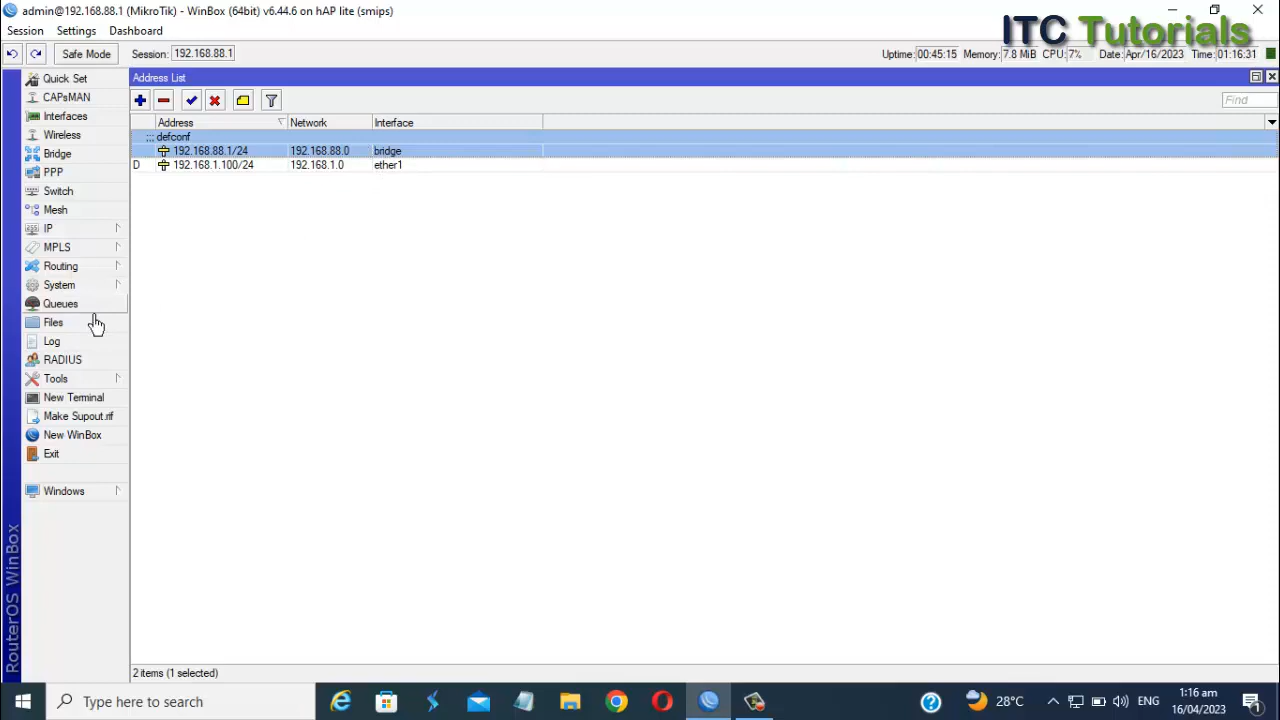 admin@192.168.88.1 (MikroTik) - WinBox (64bit) v6.44.6 on hAP lite (smips)
ITC Tutorials
Session Settings Dashboard
Safe Mode Session: 192.168.88.1 Uptime: 00:45:15 Memory: 7.8 MiB CPU: 7% Date: Apr/16/2023 Time: 01:16:31
Quick Set
CAPsMAN
Interfaces
Wireless
Bridge
PPP
Switch
Mesh
IP
MPLS
Routing
System
Queues
Files
Log
RADIUS
Tools
New Terminal
Make Supout.rif
New WinBox
Exit
Windows
RouterOS WinBox
Address List
Find
Address Network Interface
::: defconf
192.168.88.1/24 192.168.88.0 bridge
D 192.168.1.100/24 192.168.1.0 ether1
2 items (1 selected)
Type here to search
28°C
ENG
1:16 am
16/04/2023
1